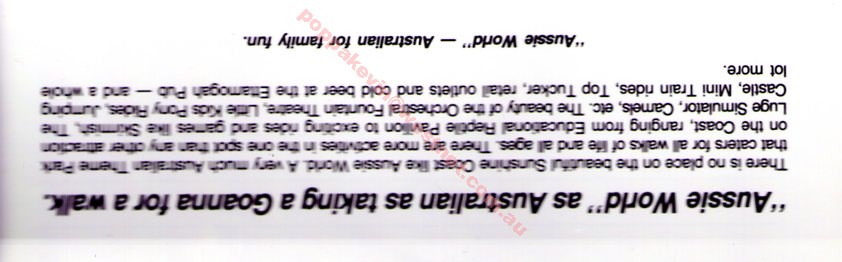 "Aussie World" as Australian as taking a Goanna for a walk.
There is no place on the beautiful Sunshine Coast like Aussie World. A very much Australian Theme Park
that caters for all walks of life and all ages. There are more activities in the one spot than any other attraction
on the Coast, ranging from Educational Reptile Pavilion to exciting rides and games like Skirmish, The
Luge Simulator, Camels, etc. The beauty of the Orchestral Fountain Theatre, Little Kids Pony Rides, Jumping
Castle, Mini Train rides, Top Tucker, retail outlets and cold beer at the Ettamogah Pub — and a whole
lot more.
"Aussie World" — Australian for family fun.